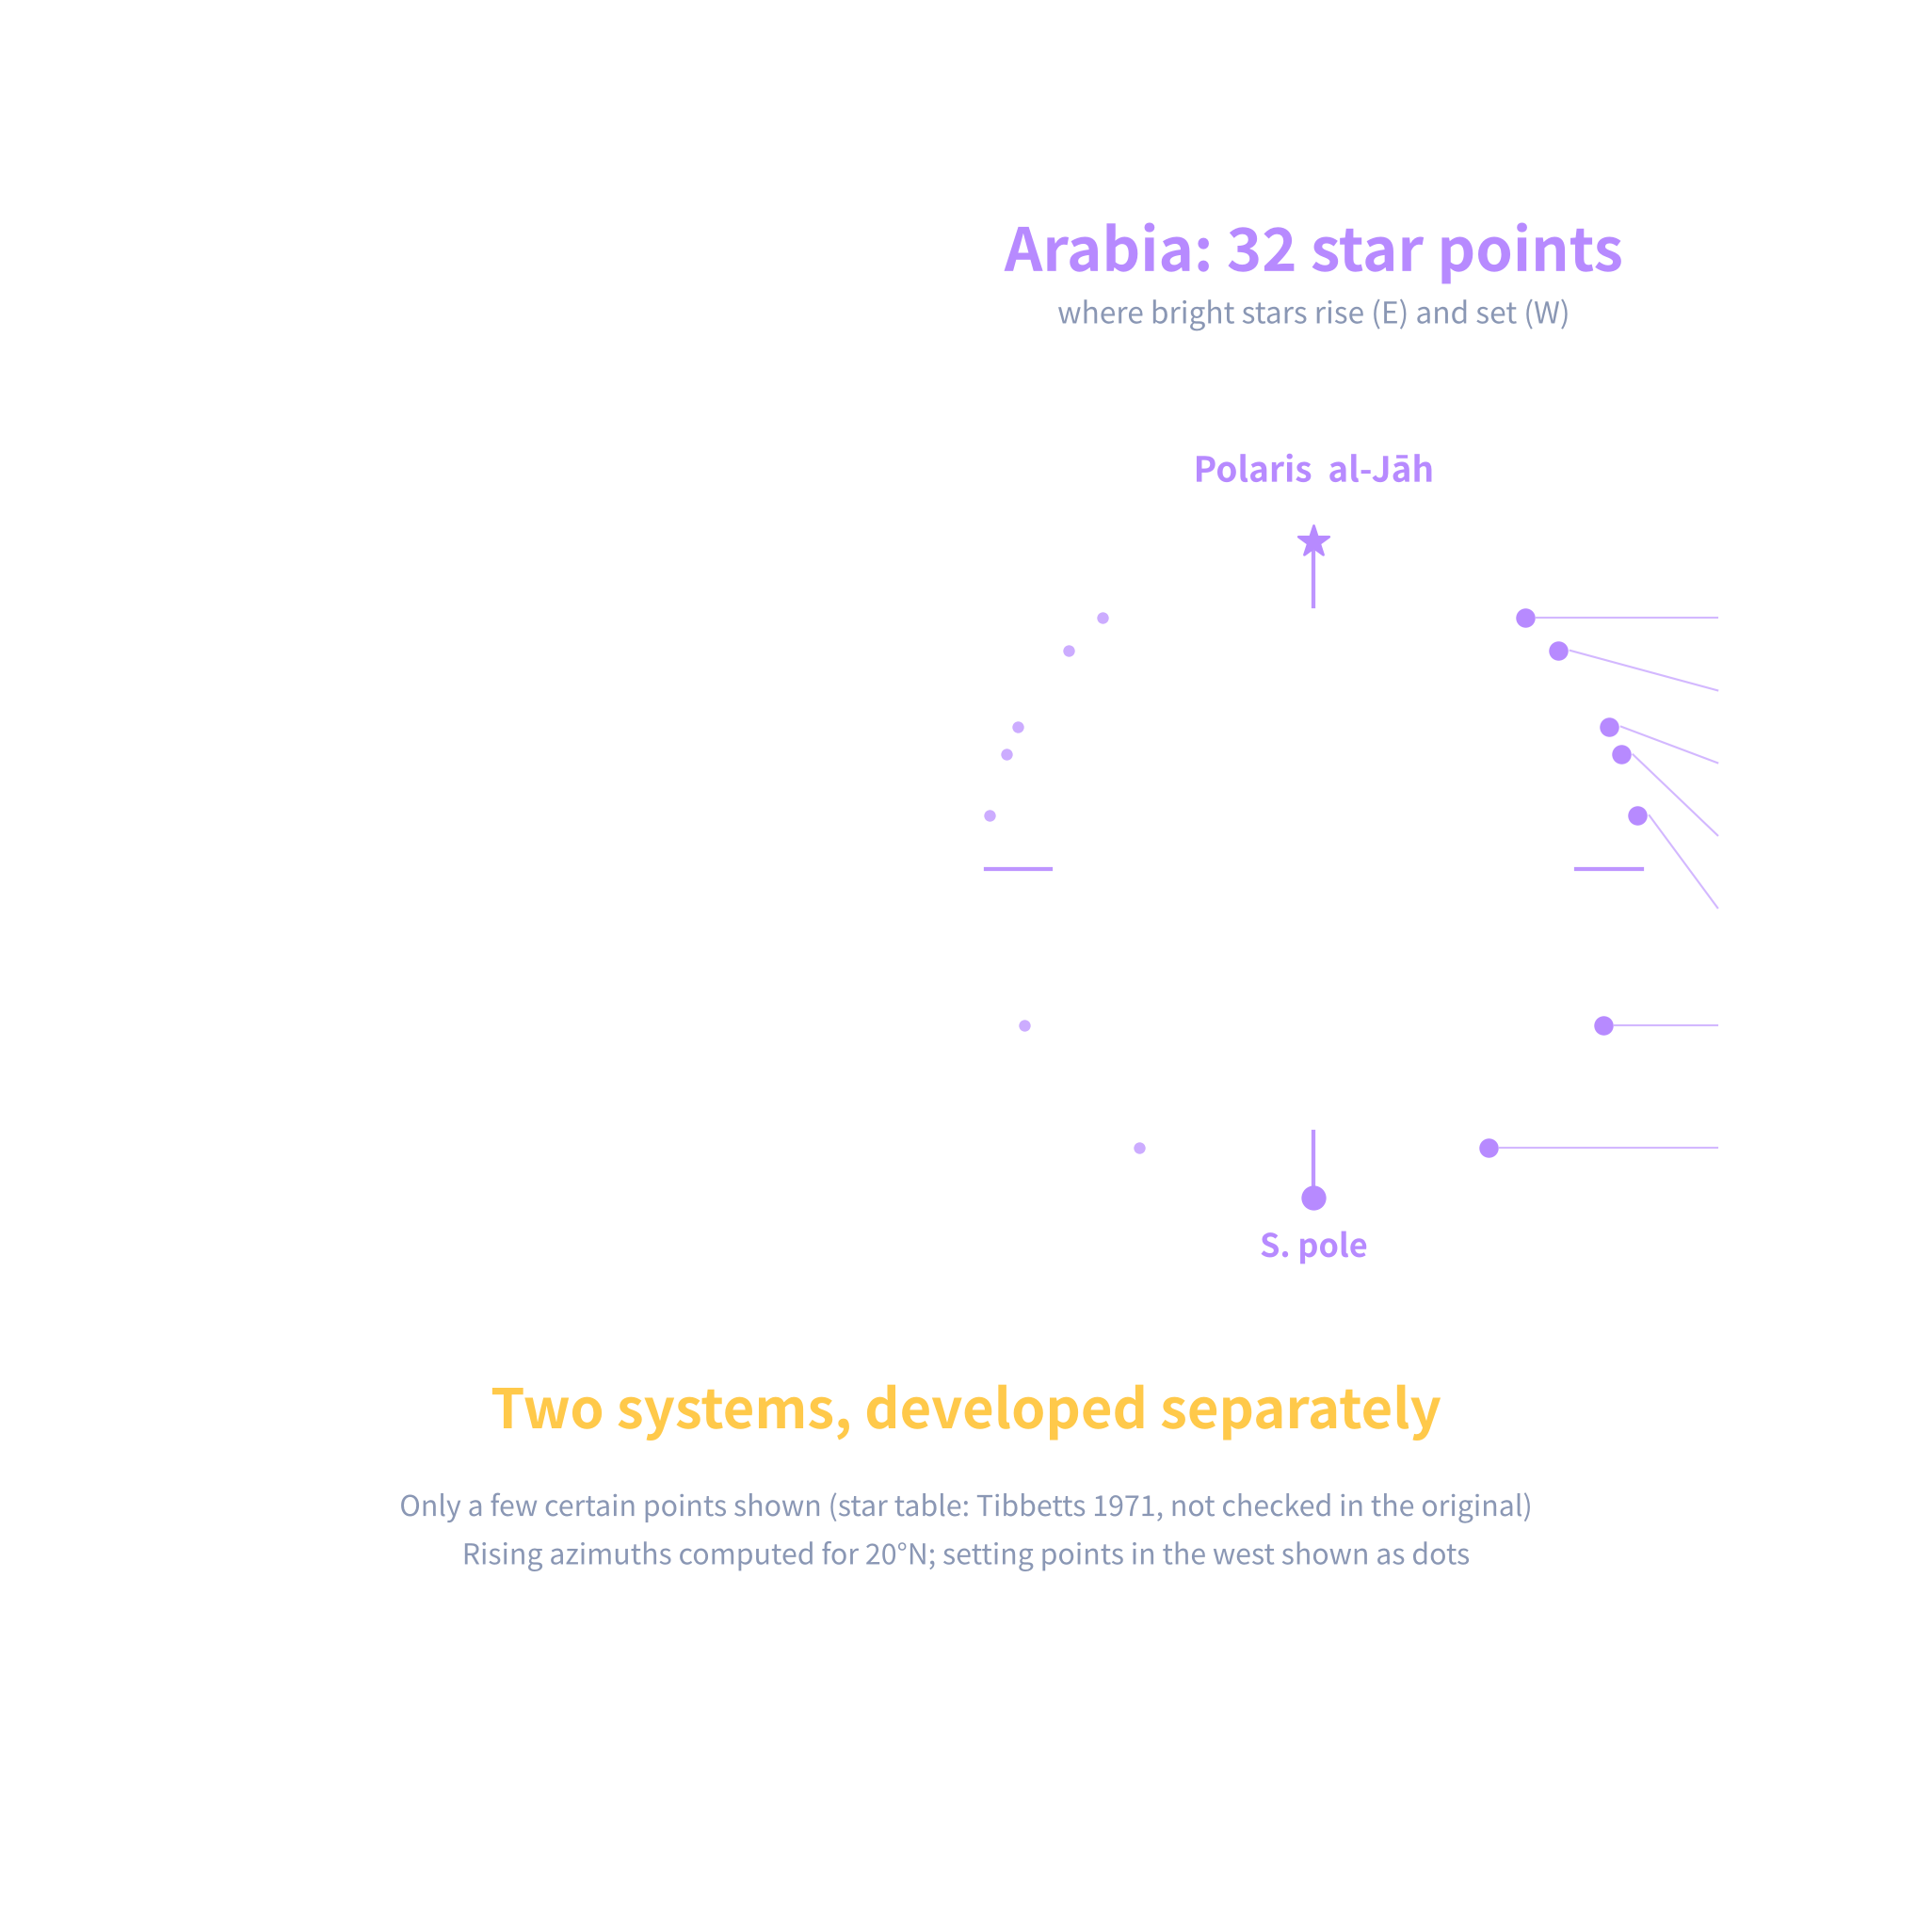 Arabia: 32 star points
where bright stars rise (E) and set (W)
Polaris al-Jāh
S. pole
Two systems, developed separately
Only a few certain points shown (star table: Tibbetts 1971, not checked in the original)
Rising azimuths computed for 20°N; setting points in the west shown as dots